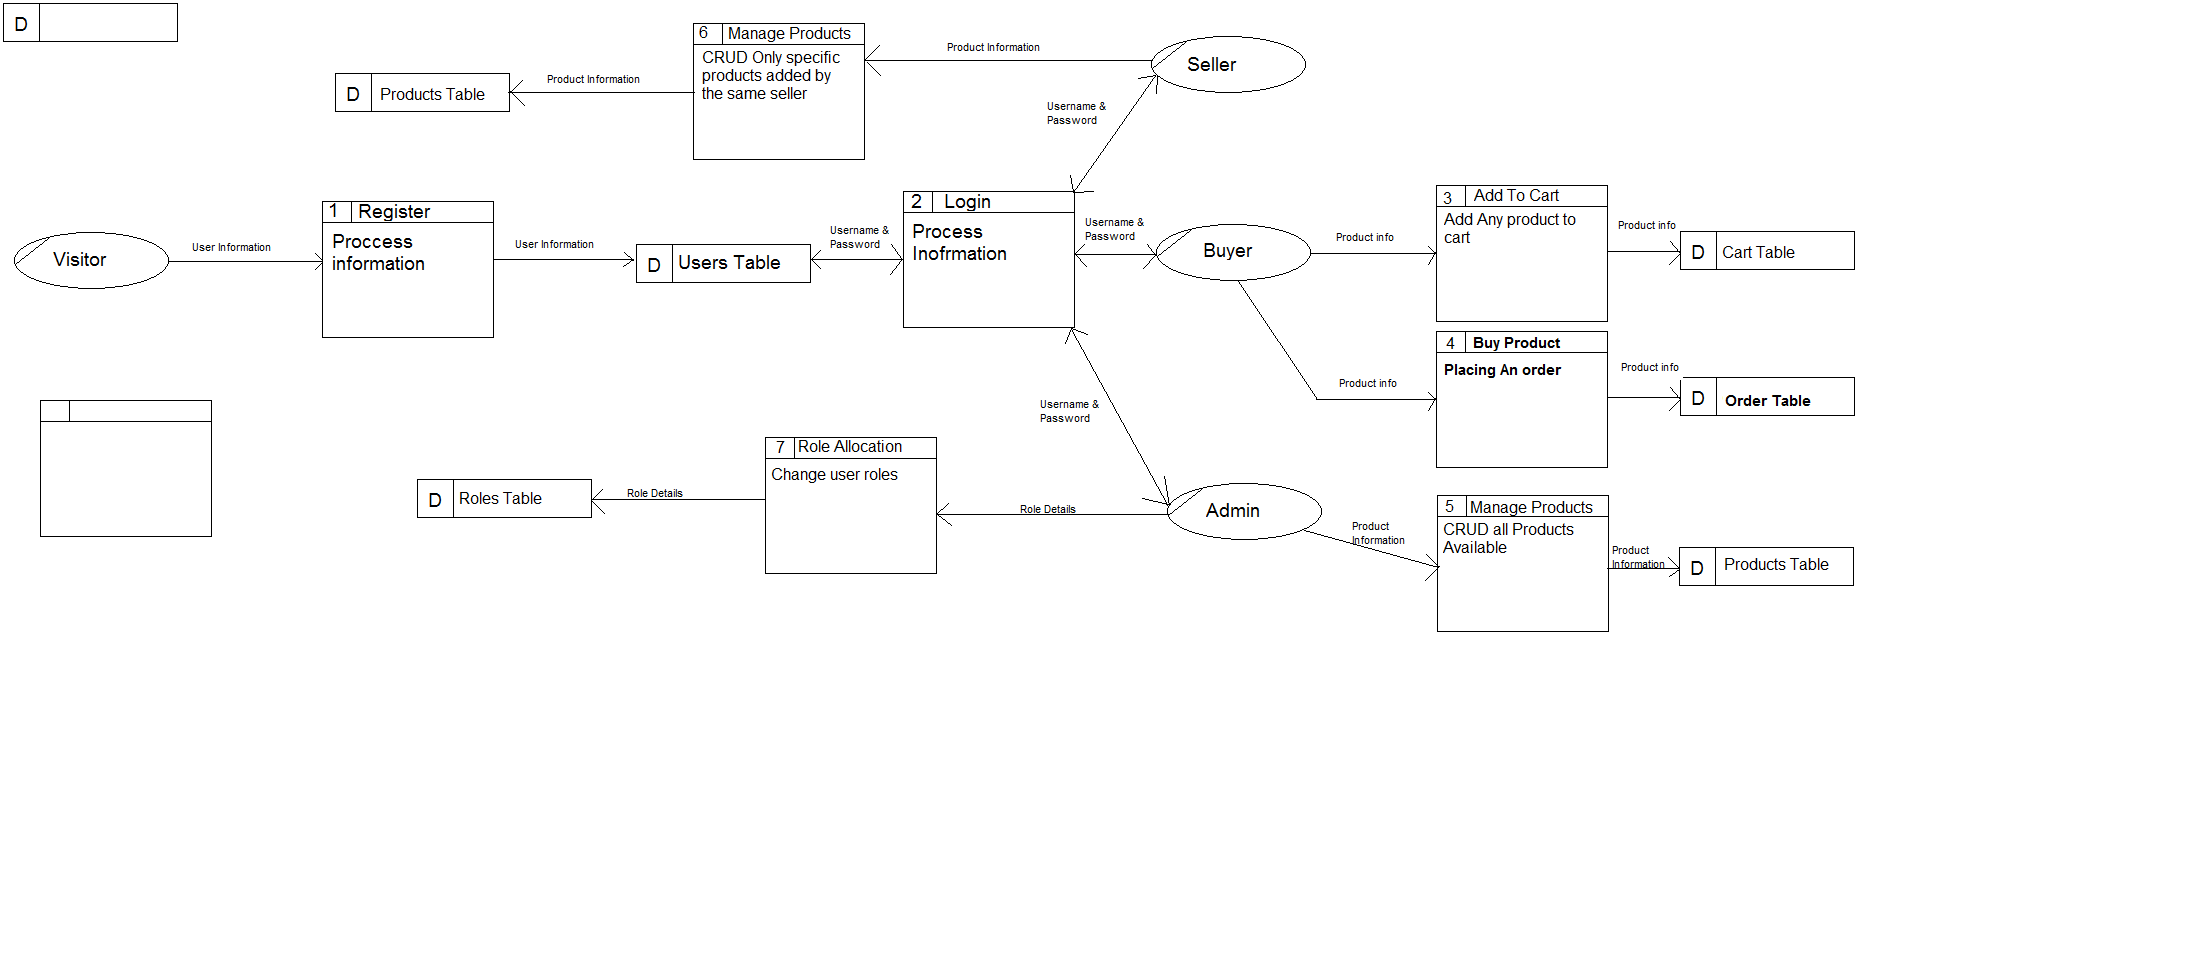 D
6 Manage Products
CRUD Only specific
products added by
the same seller
Product Information
Seller
Product Information
D Products Table
Username &
Password
1 Register
Proccess
information
Visitor
User Information
User Information
D Users Table
Username &
Password
2 Login
Process
Inofrmation
Username &
Password
Buyer
Product info
3 Add To Cart
Add Any product to
cart
Product info
D Cart Table
4 Buy Product
Placing An order
Product info
Product info
D Order Table
Username &
Password
7 Role Allocation
Change user roles
D Roles Table
Role Details
Role Details
Admin
Product
Information
5 Manage Products
CRUD all Products
Available
Product
Information
D Products Table